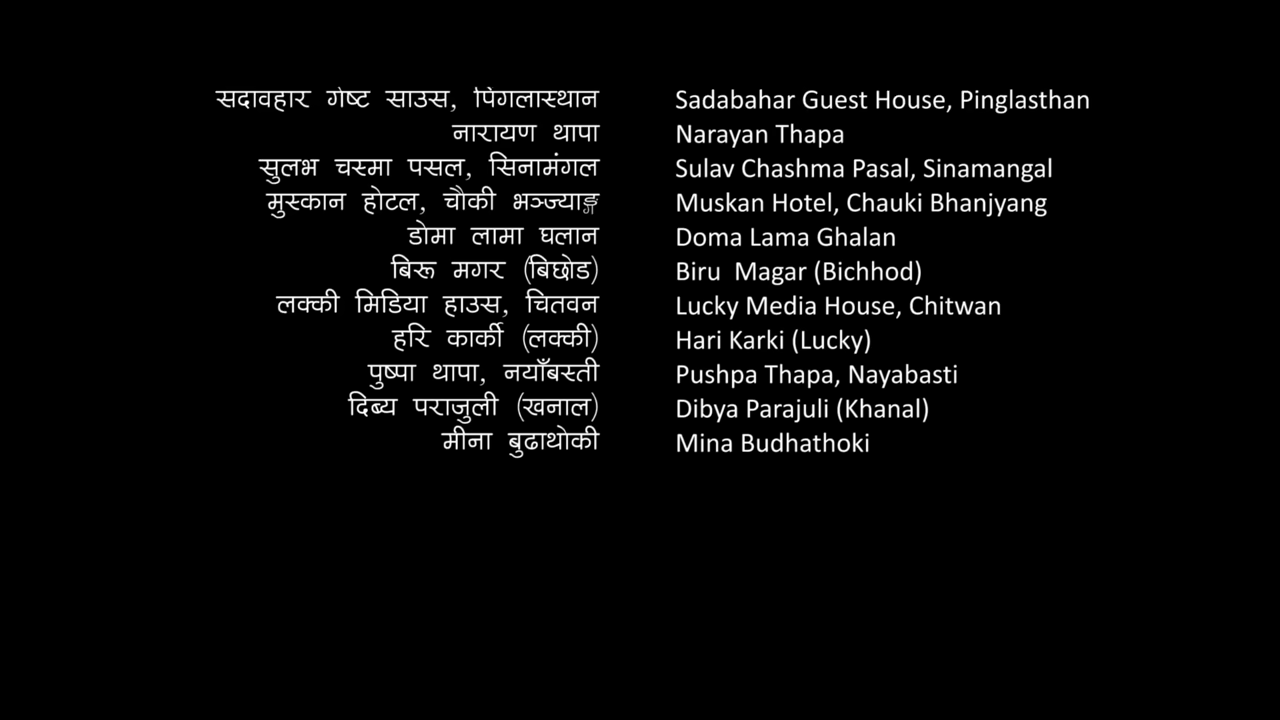 सदावहार गेष्ट साउस, पिंगलास्थान Sadabahar Guest House, Pinglasthan
नारायण थापा Narayan Thapa
सुलभ चस्मा पसल, सिनामंगल Sulav Chashma Pasal, Sinamangal
मुस्कान होटल, चौकी भञ्ज्याङ्ग Muskan Hotel, Chauki Bhanjyang
डोमा लामा घलान Doma Lama Ghalan
बिरू मगर (बिछोड) Biru Magar (Bichhod)
लक्की मिडिया हाउस, चितवन Lucky Media House, Chitwan
हरि कार्की (लक्की) Hari Karki (Lucky)
पुष्पा थापा, नयाँबस्ती Pushpa Thapa, Nayabasti
दिब्य पराजुली (खनाल) Dibya Parajuli (Khanal)
मीना बुढाथोकी Mina Budhathoki